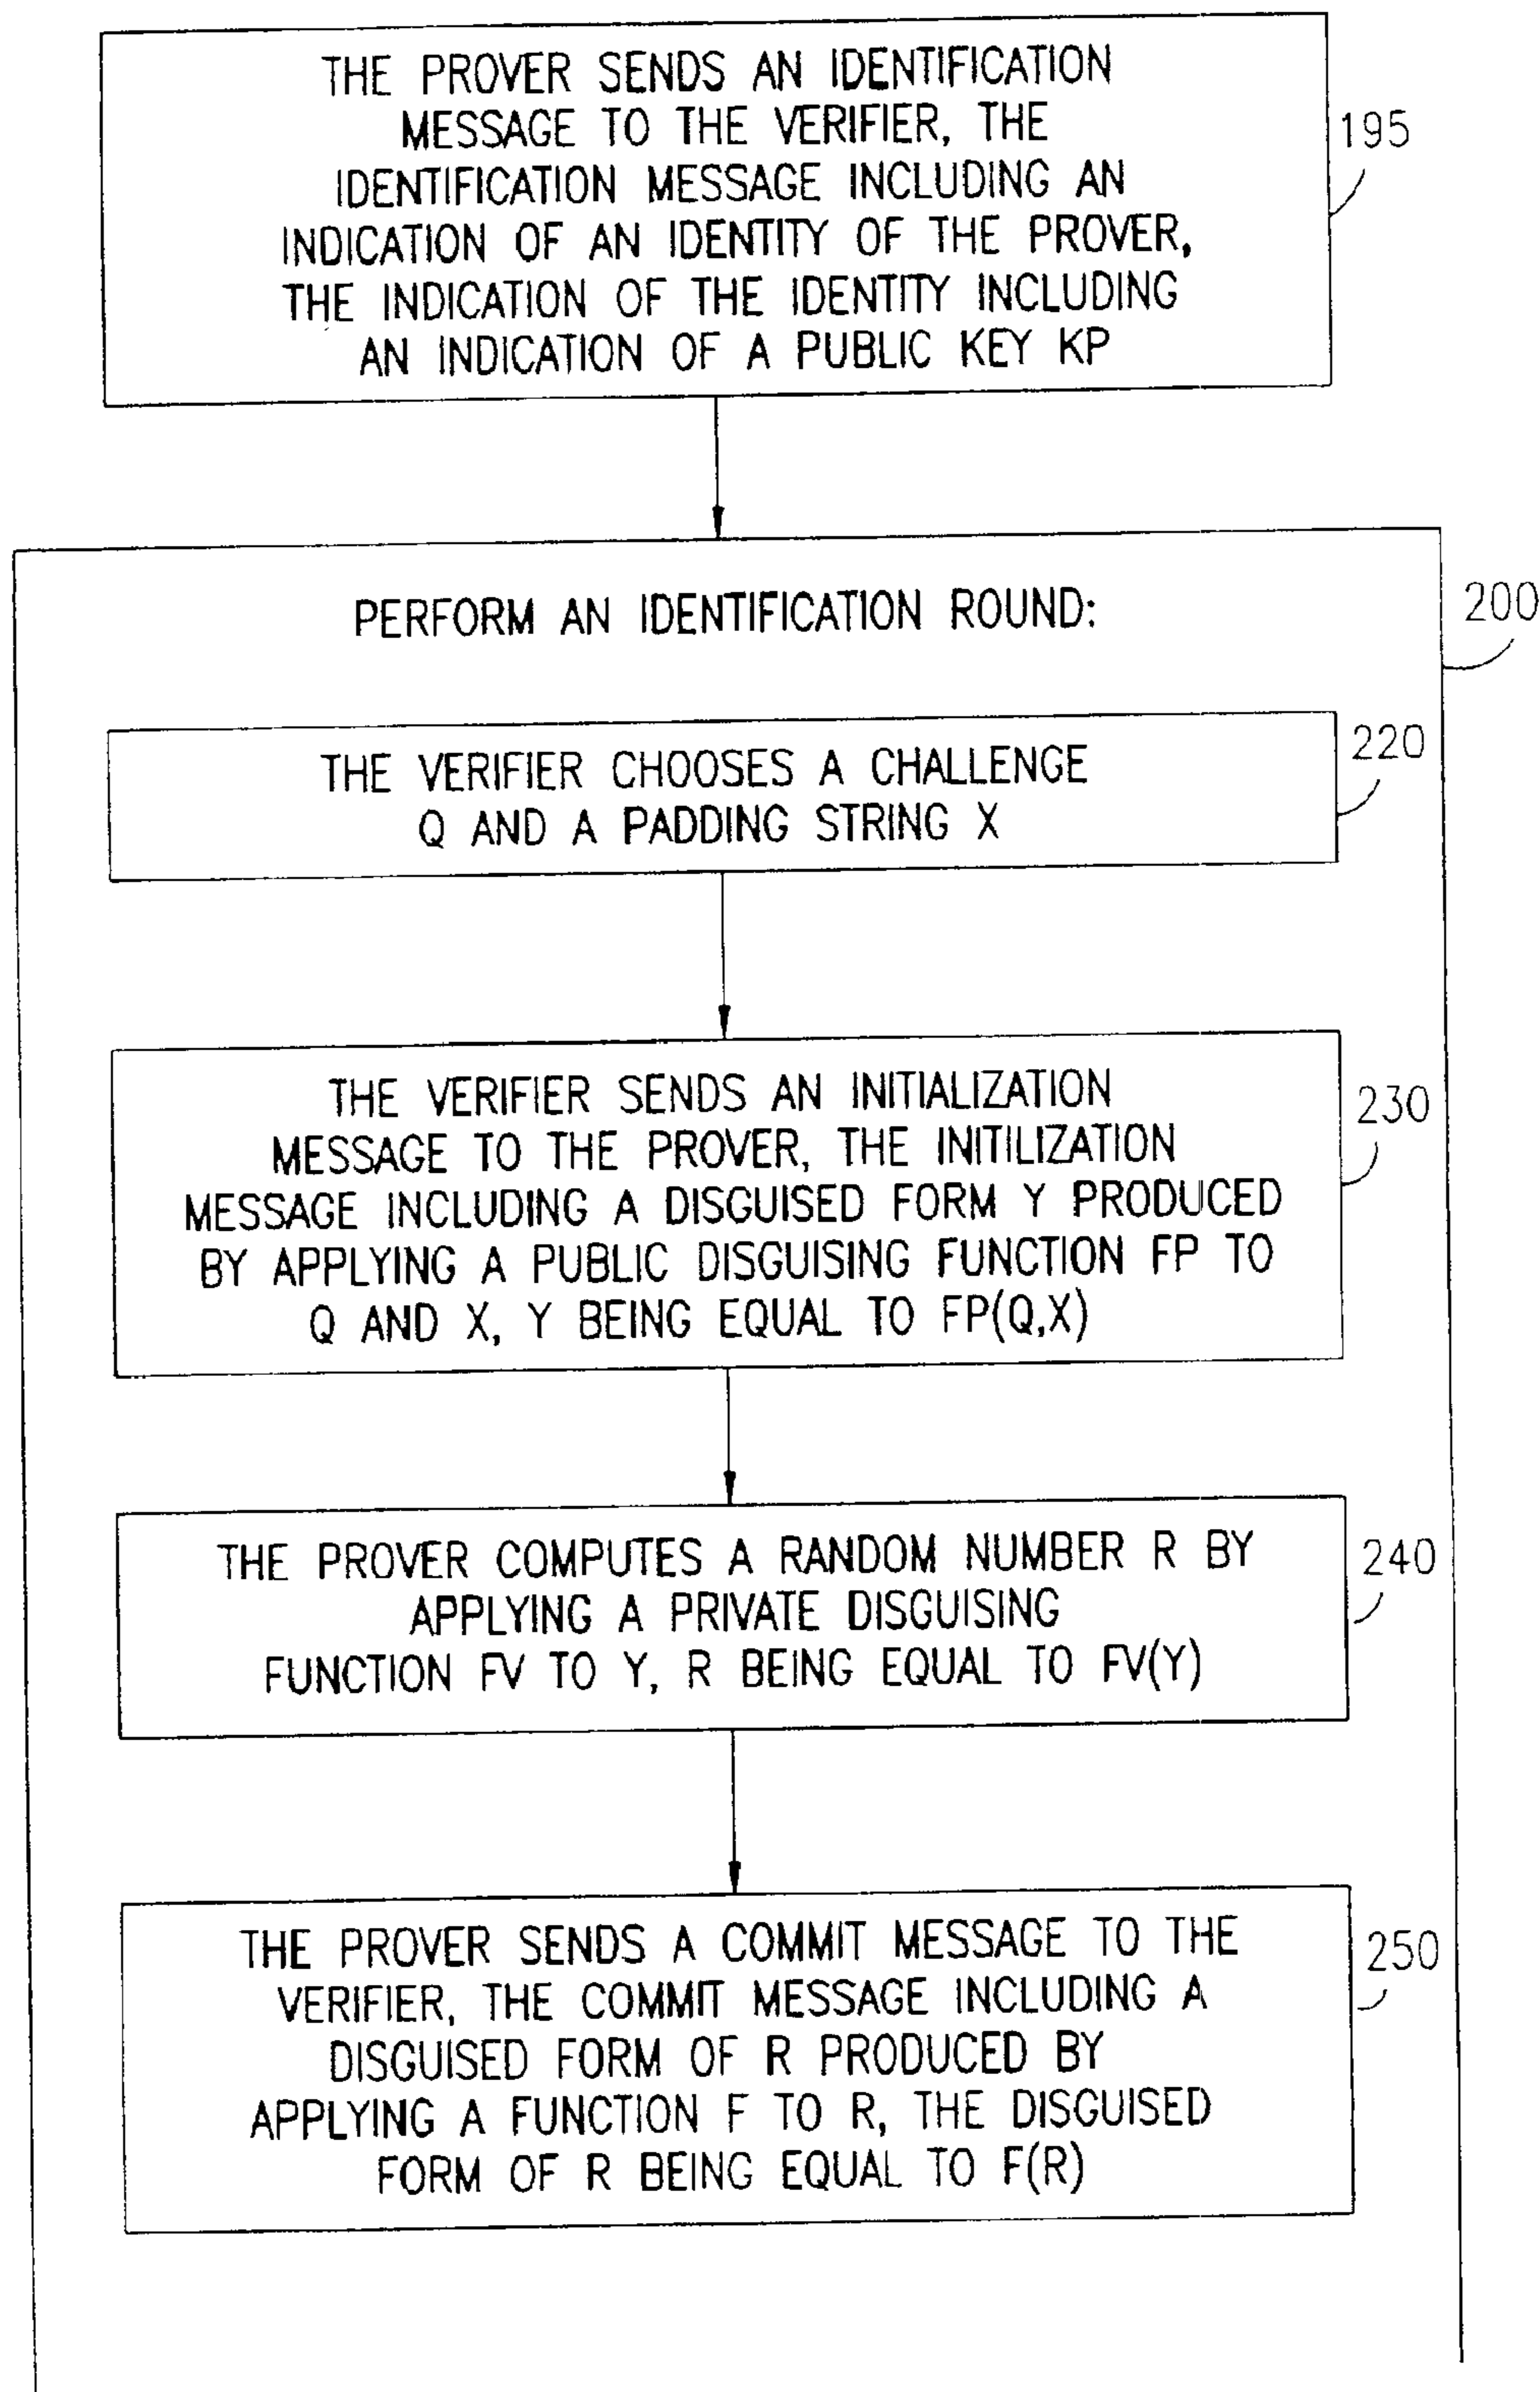 THE PROVER SENDS AN IDENTIFICATION
MESSAGE TO THE VERIFIER, THE
IDENTIFICATION MESSAGE INCLUDING AN
INDICATION OF AN IDENTITY OF THE PROVER,
THE INDICATION OF THE IDENTITY INCLUDING
AN INDICATION OF A PUBLIC KEY KP
195
PERFORM AN IDENTIFICATION ROUND:
200
THE VERIFIER CHOOSES A CHALLENGE
Q AND A PADDING STRING X
220
THE VERIFIER SENDS AN INITIALIZATION
MESSAGE TO THE PROVER, THE INITILIZATION
MESSAGE INCLUDING A DISGUISED FORM Y PRODUCED
BY APPLYING A PUBLIC DISGUISING FUNCTION FP TO
Q AND X, Y BEING EQUAL TO FP(Q,X)
230
THE PROVER COMPUTES A RANDOM NUMBER R BY
APPLYING A PRIVATE DISGUISING
FUNCTION FV TO Y, R BEING EQUAL TO FV(Y)
240
THE PROVER SENDS A COMMIT MESSAGE TO THE
VERIFIER, THE COMMIT MESSAGE INCLUDING A
DISGUISED FORM OF R PRODUCED BY
APPLYING A FUNCTION F TO R, THE DISGUISED
FORM OF R BEING EQUAL TO F(R)
250